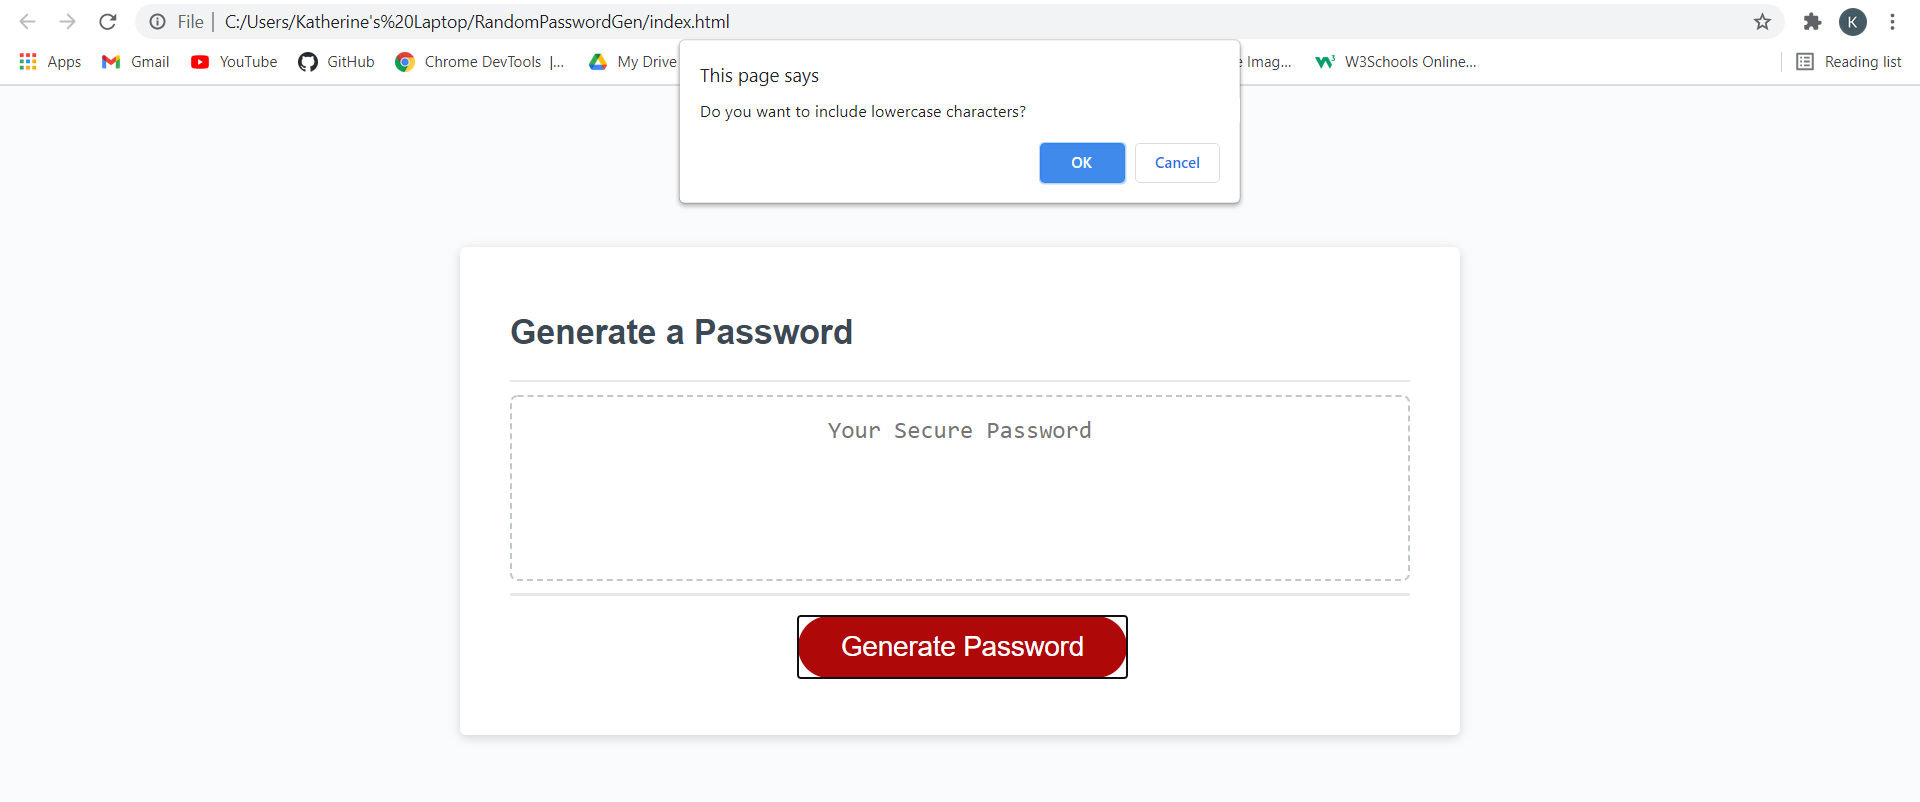 File | C:/Users/Katherine's%20Laptop/RandomPasswordGen/index.html
K
Apps Gmail YouTube GitHub Chrome DevTools |... My Drive e Imag... W3Schools Online... Reading list
This page says
Do you want to include lowercase characters?
OK Cancel
Generate a Password
Your Secure Password
Generate Password